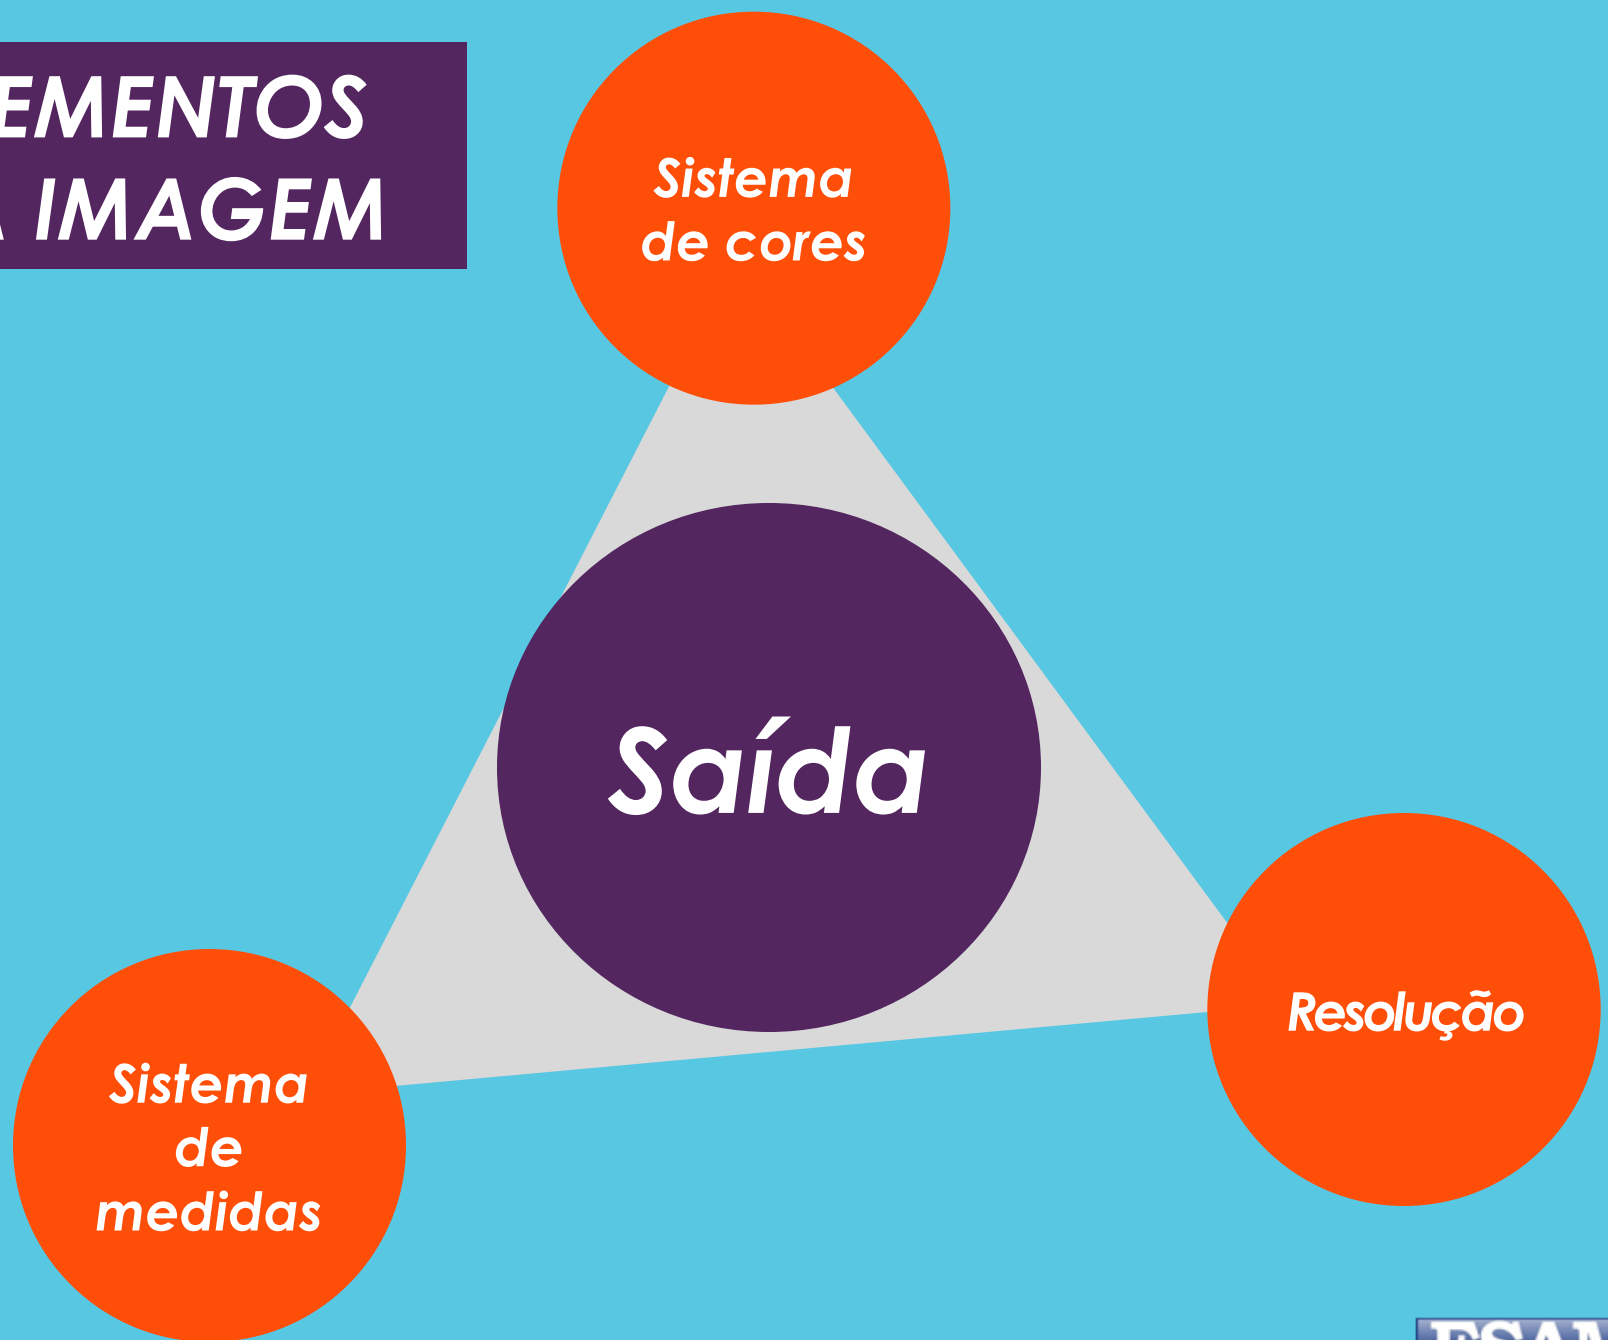 EMENTOS
IMAGEM
Sistema
de cores
Saída
Resolução
Sistema
de
medidas